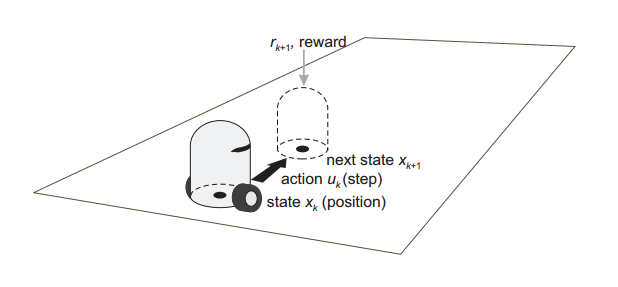 r_{k+1}, reward
next state x_{k+1}
action u_k (step)
state x_k (position)